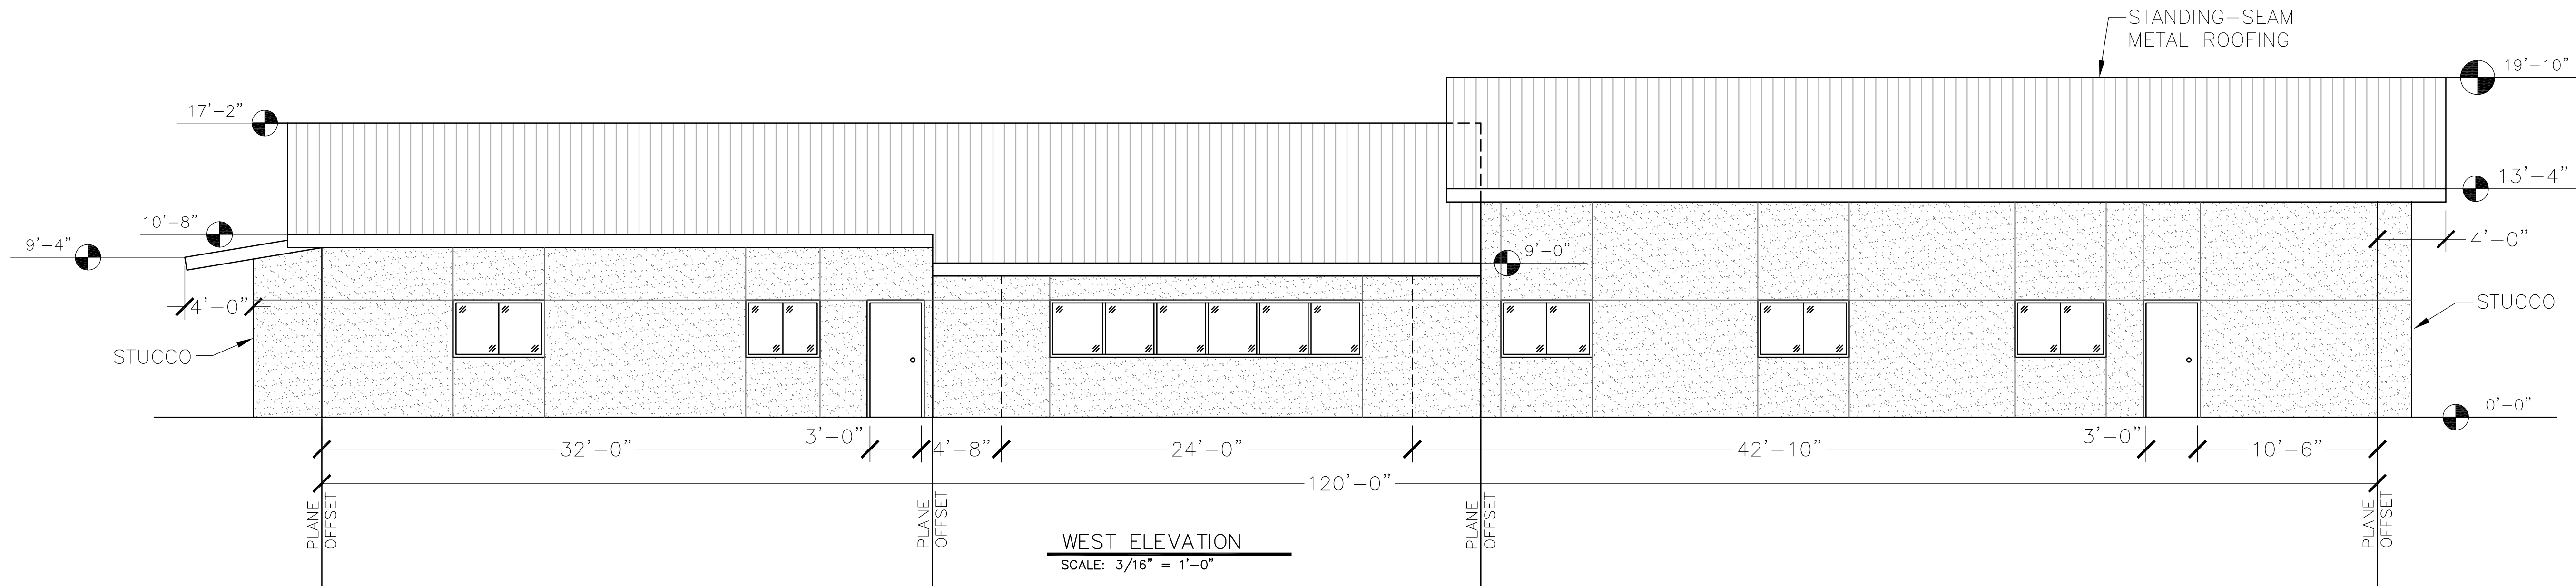 STANDING-SEAM
METAL ROOFING
19'-10"
17'-2"
13'-4"
10'-8"
9'-4"
9'-0"
4'-0"
4'-0"
STUCCO
STUCCO
0'-0"
32'-0"
3'-0"
4'-8"
24'-0"
42'-10"
3'-0"
10'-6"
120'-0"
PLANE
OFFSET
PLANE
OFFSET
PLANE
OFFSET
PLANE
OFFSET
WEST ELEVATION
SCALE: 3/16" = 1'-0"